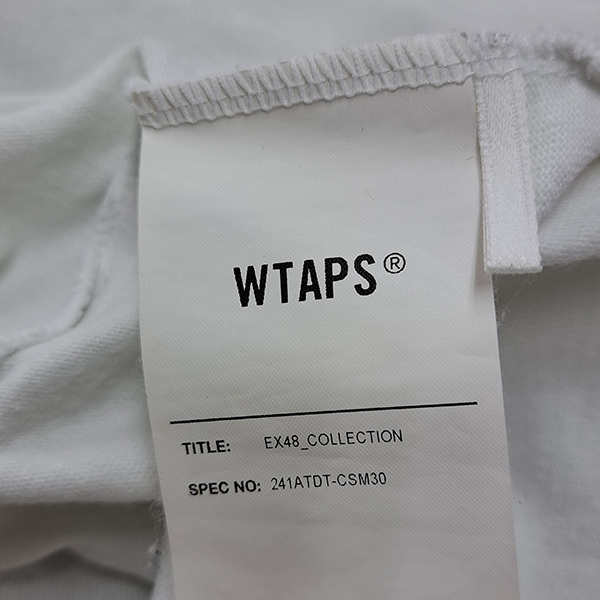 WTAPS®
TITLE: EX48_COLLECTION
SPEC NO: 241ATDT-CSM30